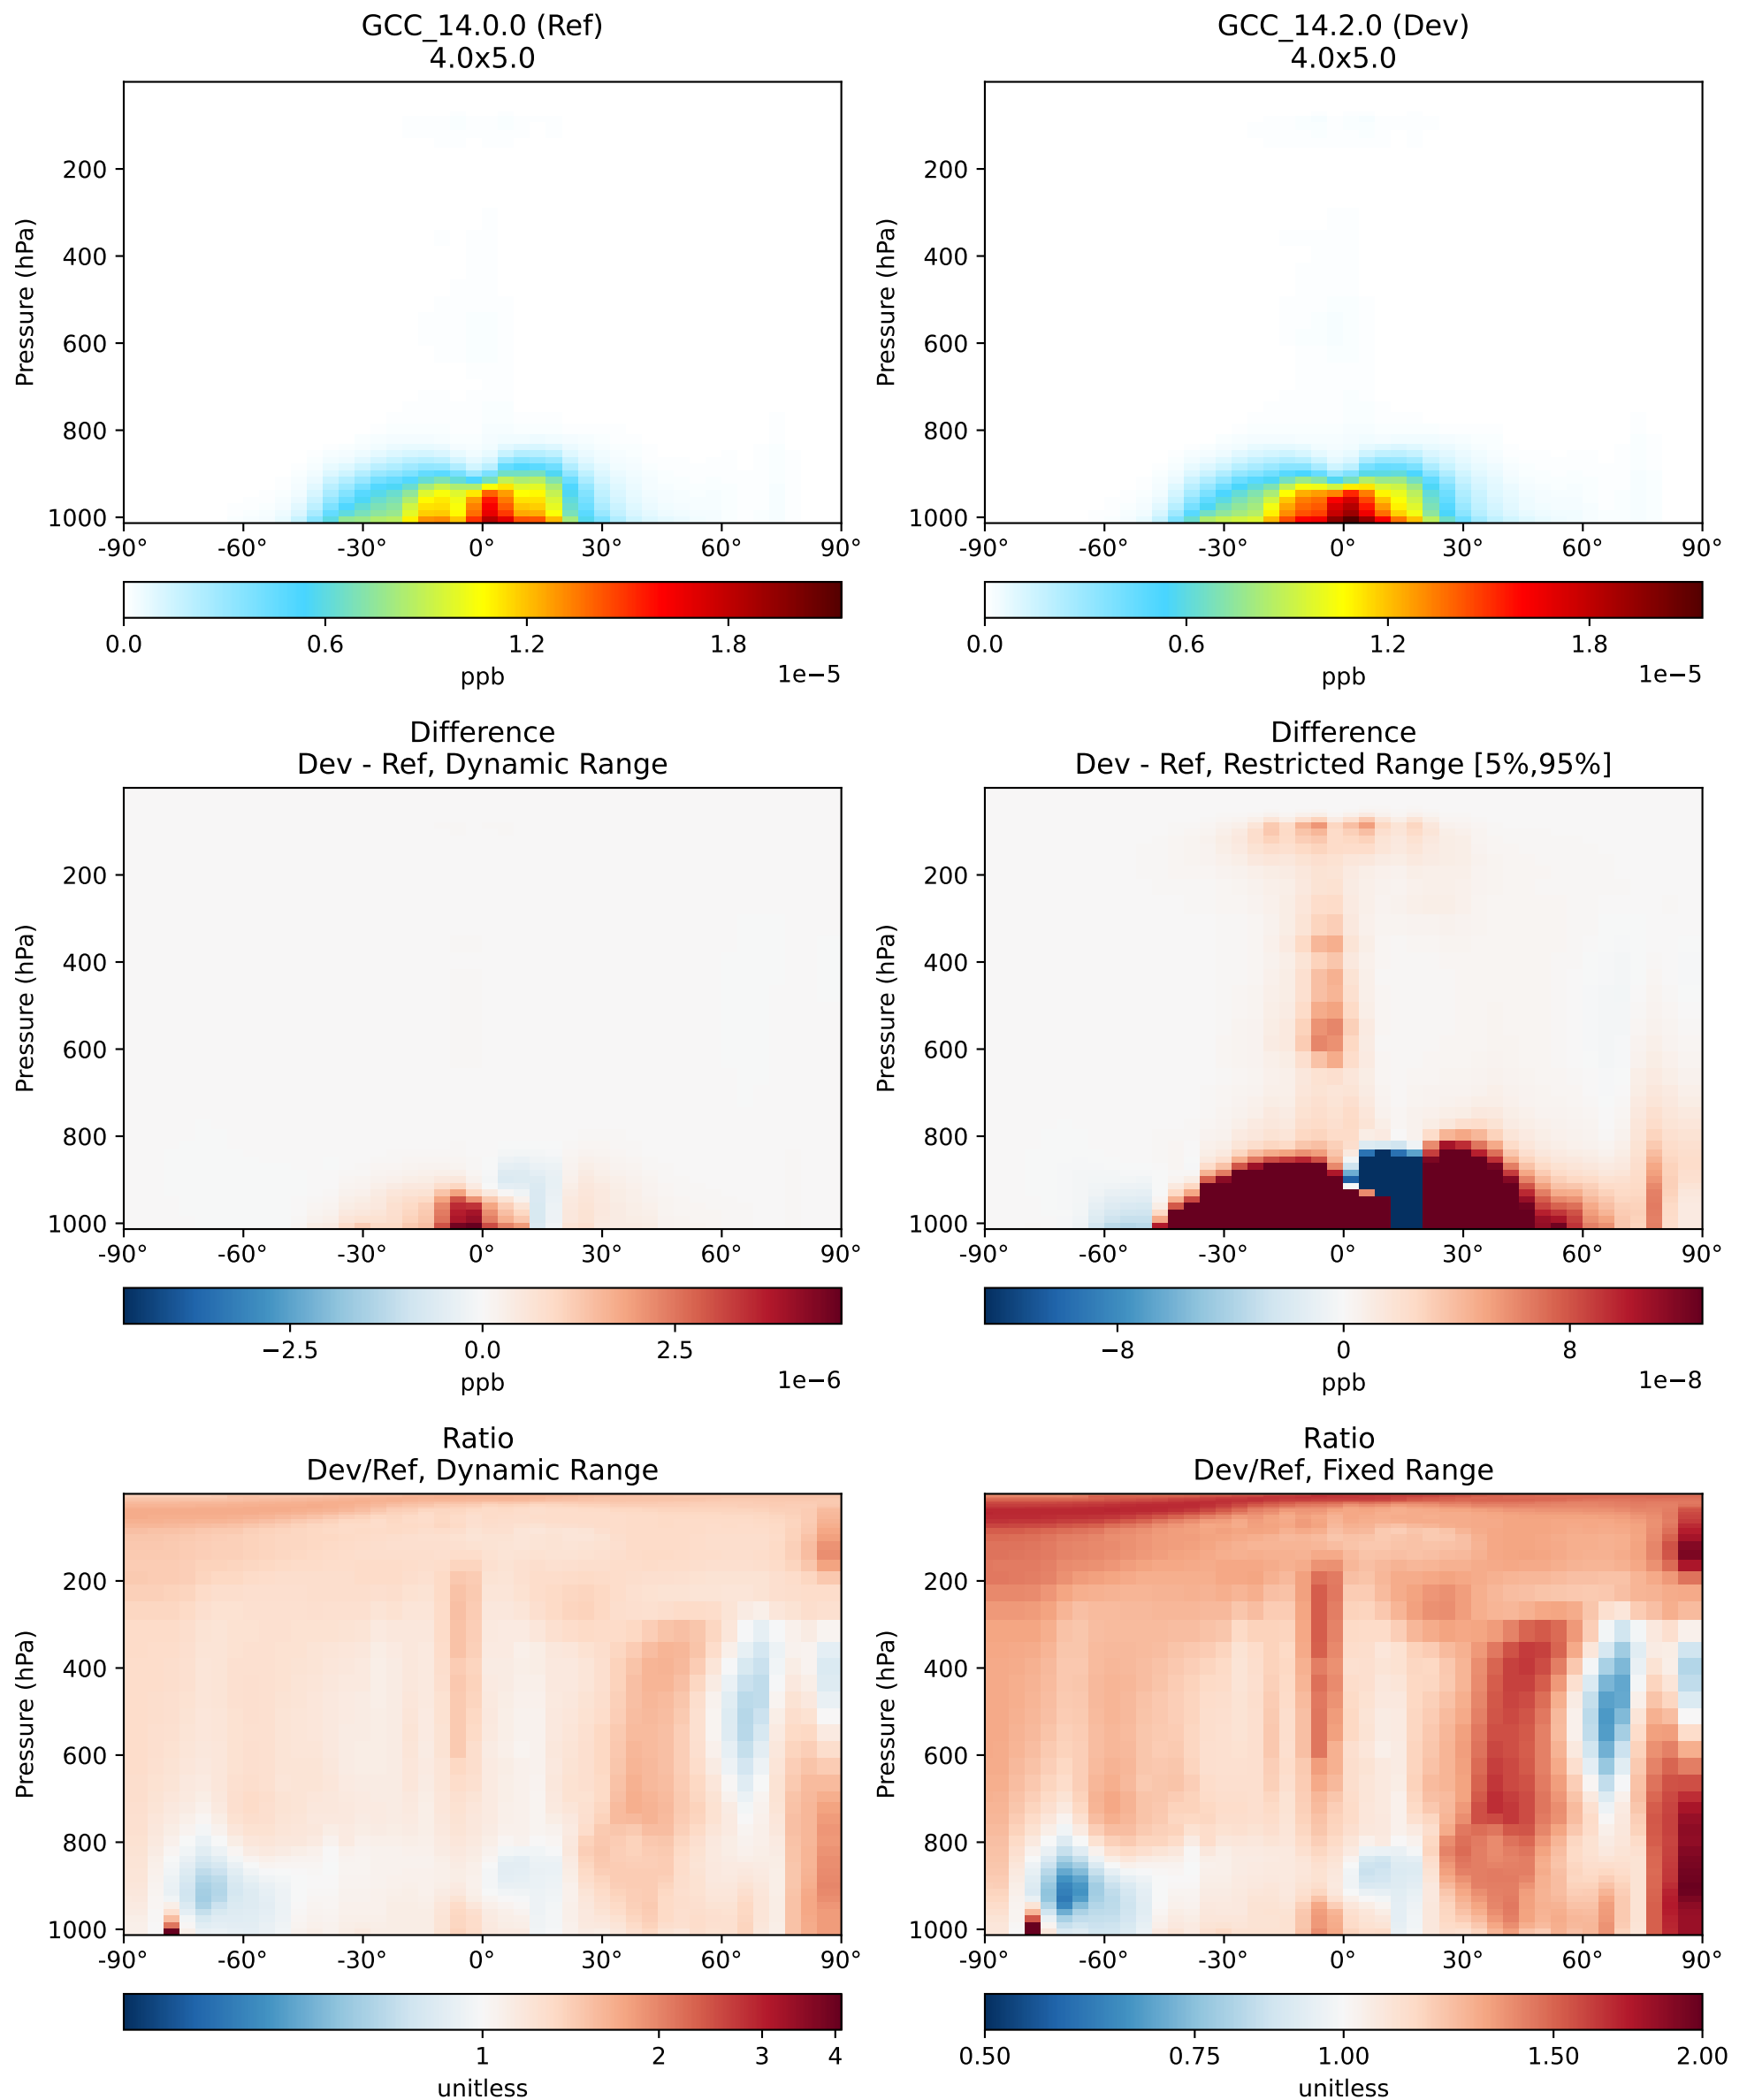 GCC_14.0.0 (Ref)
4.0x5.0
Pressure (hPa)
200
400
600
800
1000
-90° -60° -30° 0° 30° 60° 90°
0.0 0.6 1.2 1.8
1e−5
ppb
GCC_14.2.0 (Dev)
4.0x5.0
Pressure (hPa)
200
400
600
800
1000
-90° -60° -30° 0° 30° 60° 90°
0.0 0.6 1.2 1.8
1e−5
ppb
Difference
Dev - Ref, Dynamic Range
Pressure (hPa)
200
400
600
800
1000
-90° -60° -30° 0° 30° 60° 90°
−2.5 0.0 2.5
1e−6
ppb
Difference
Dev - Ref, Restricted Range [5%,95%]
Pressure (hPa)
200
400
600
800
1000
-90° -60° -30° 0° 30° 60° 90°
−8 0 8
1e−8
ppb
Ratio
Dev/Ref, Dynamic Range
Pressure (hPa)
200
400
600
800
1000
-90° -60° -30° 0° 30° 60° 90°
1 2 3 4
unitless
Ratio
Dev/Ref, Fixed Range
Pressure (hPa)
200
400
600
800
1000
-90° -60° -30° 0° 30° 60° 90°
0.50 0.75 1.00 1.50 2.00
unitless